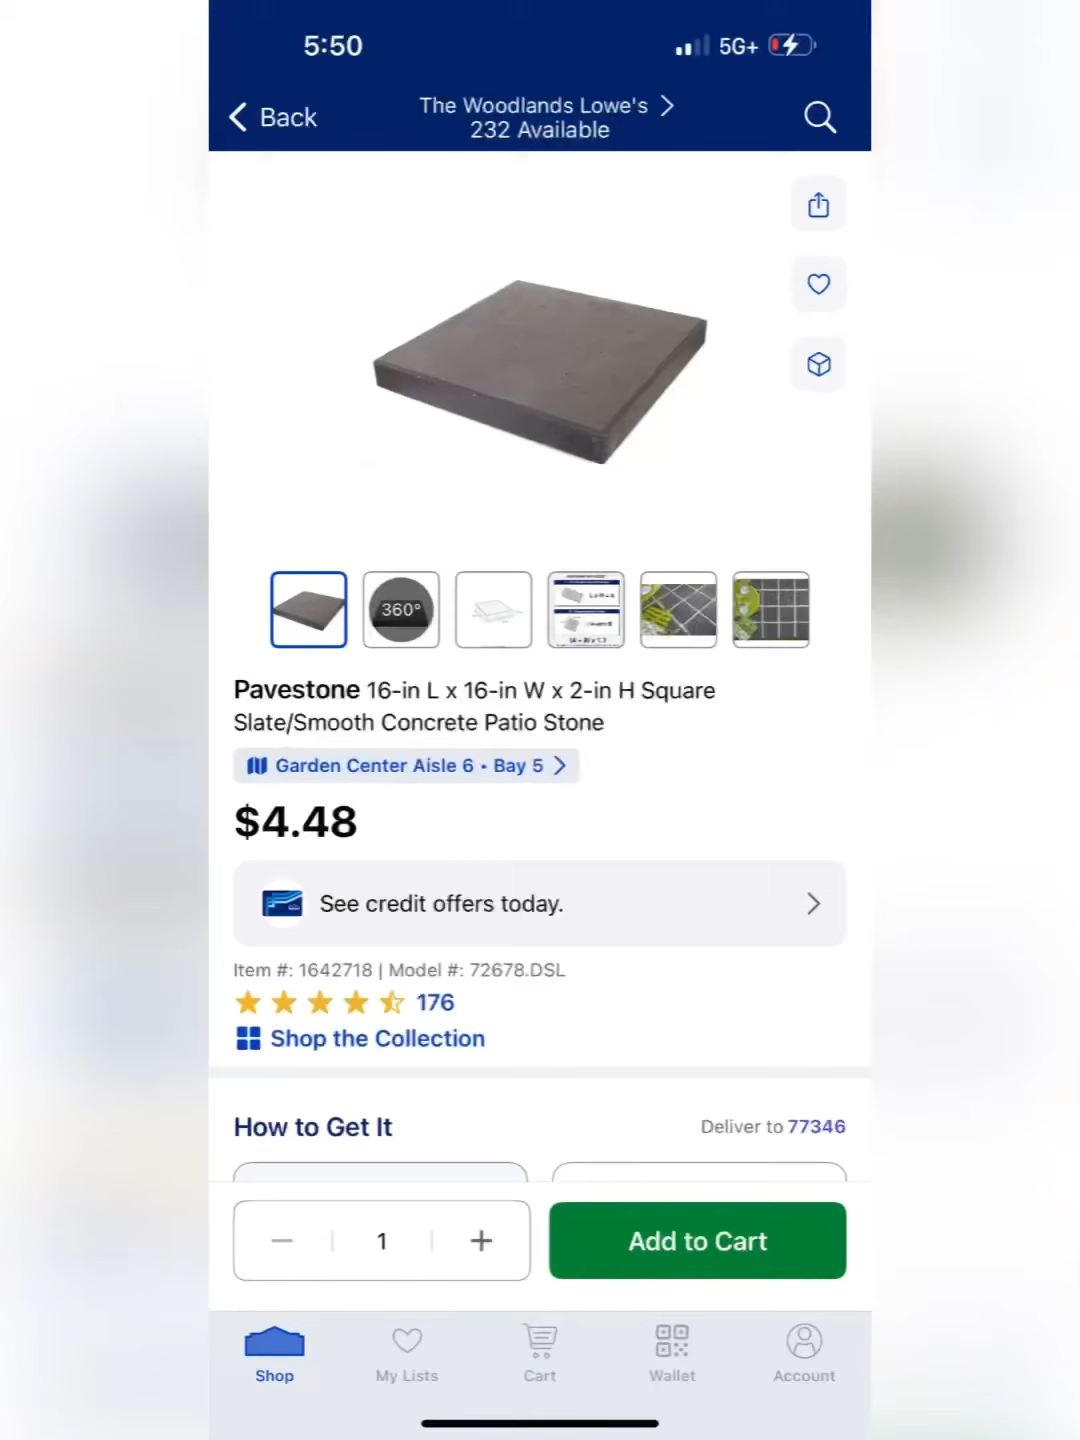 5:50
5G+
Back
The Woodlands Lowe's
232 Available
360°
Pavestone 16-in L x 16-in W x 2-in H Square
Slate/Smooth Concrete Patio Stone
Garden Center Aisle 6 • Bay 5
$4.48
See credit offers today.
Item #: 1642718 | Model #: 72678.DSL
176
Shop the Collection
How to Get It
Deliver to 77346
1
Add to Cart
Shop
My Lists
Cart
Wallet
Account